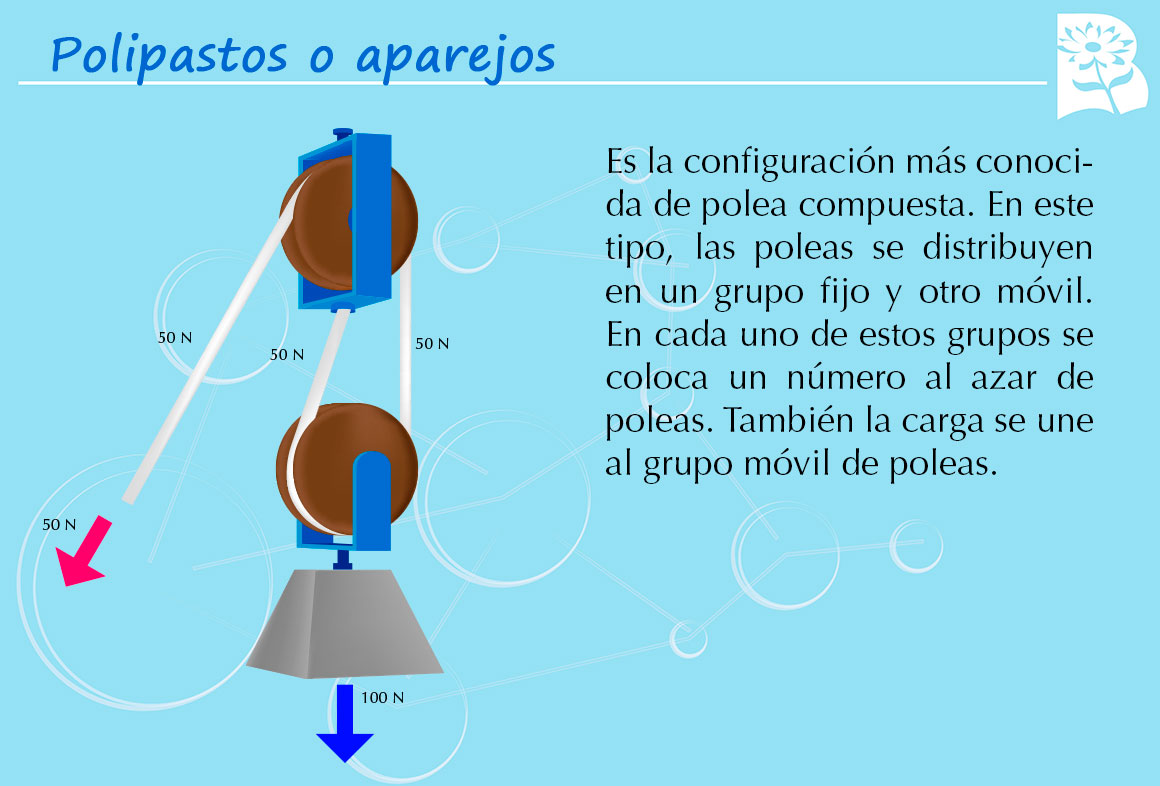 Polipastos o aparejos
Es la configuración más conoci-
da de polea compuesta. En este
tipo, las poleas se distribuyen
en un grupo fijo y otro móvil.
En cada uno de estos grupos se
coloca un número al azar de
poleas. También la carga se une
al grupo móvil de poleas.
50 N
50 N
50 N
50 N
100 N